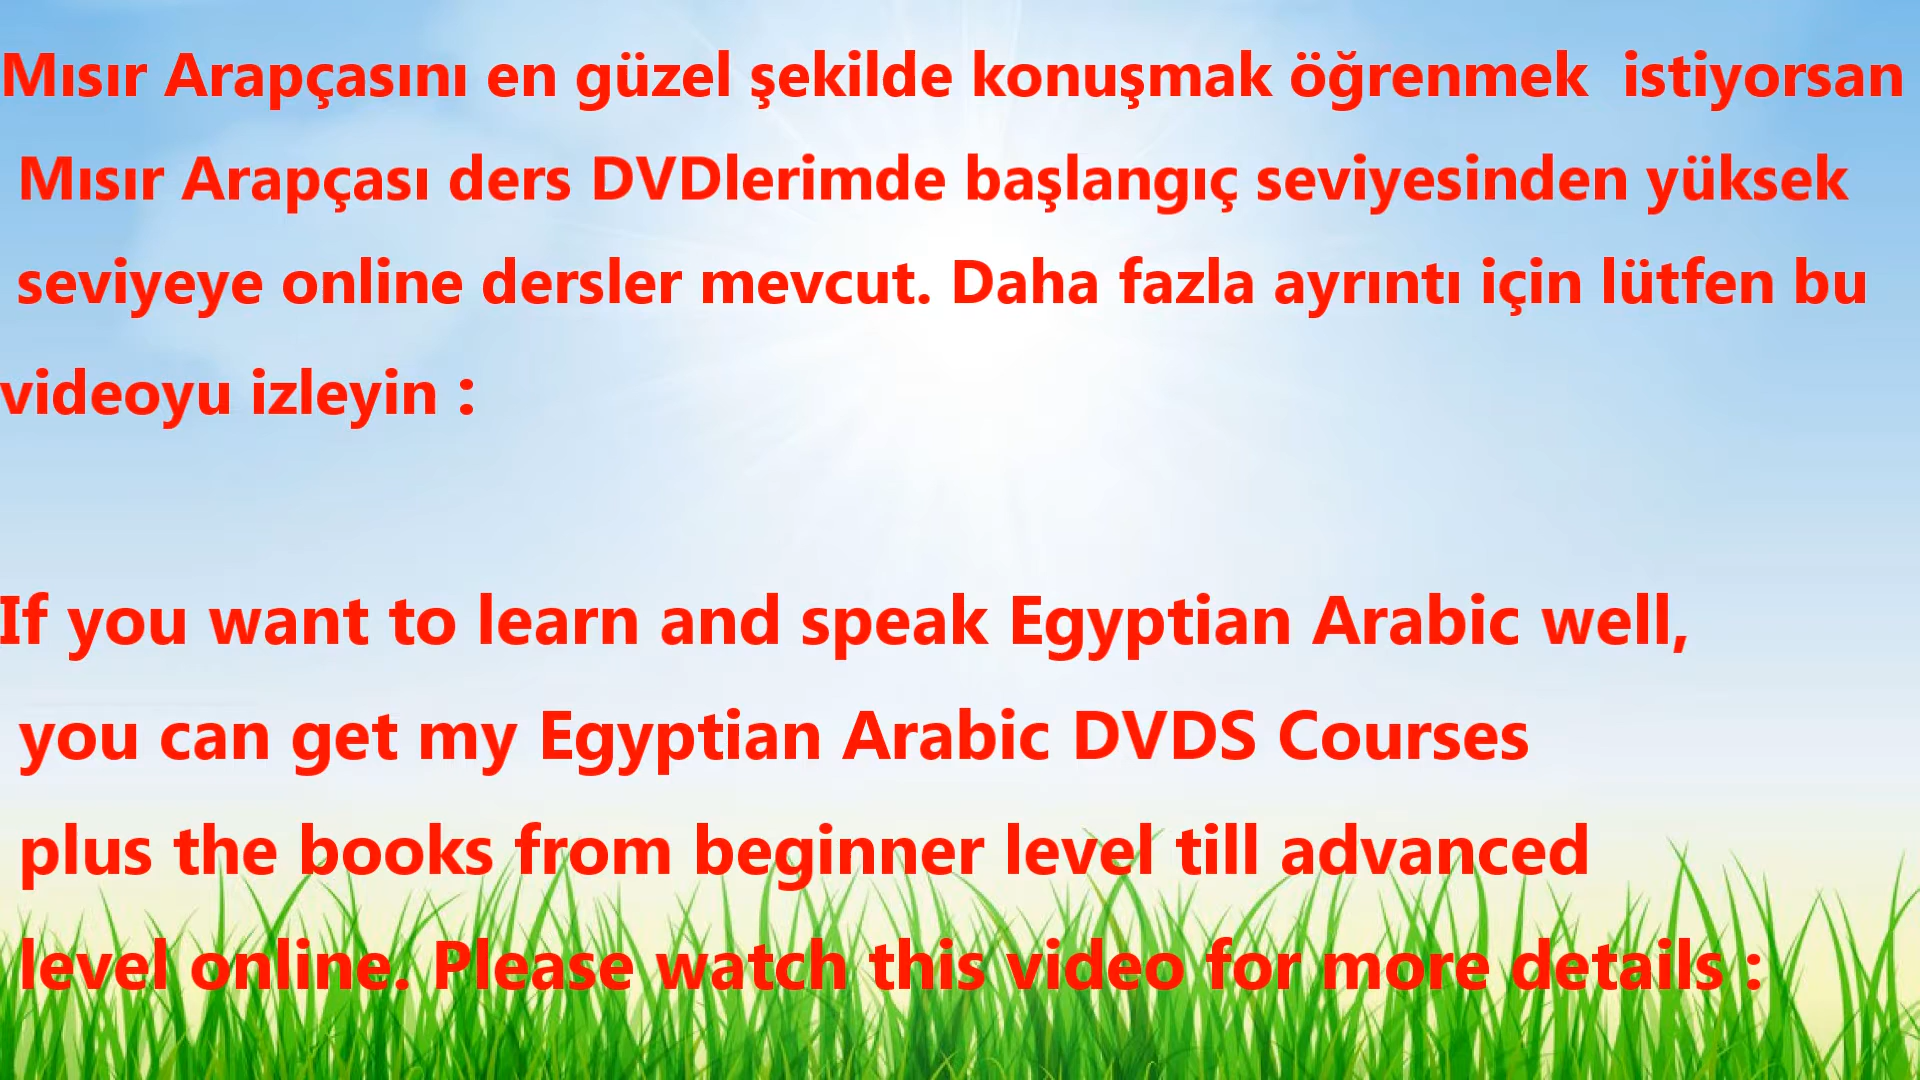 Mısır Arapçasını en güzel şekilde konuşmak öğrenmek istiyorsan
Mısır Arapçası ders DVDlerimde başlangıç seviyesinden yüksek
seviyeye online dersler mevcut. Daha fazla ayrıntı için lütfen bu
videoyu izleyin :
If you want to learn and speak Egyptian Arabic well,
you can get my Egyptian Arabic DVDS Courses
plus the books from beginner level till advanced
level online. Please watch this video for more details :